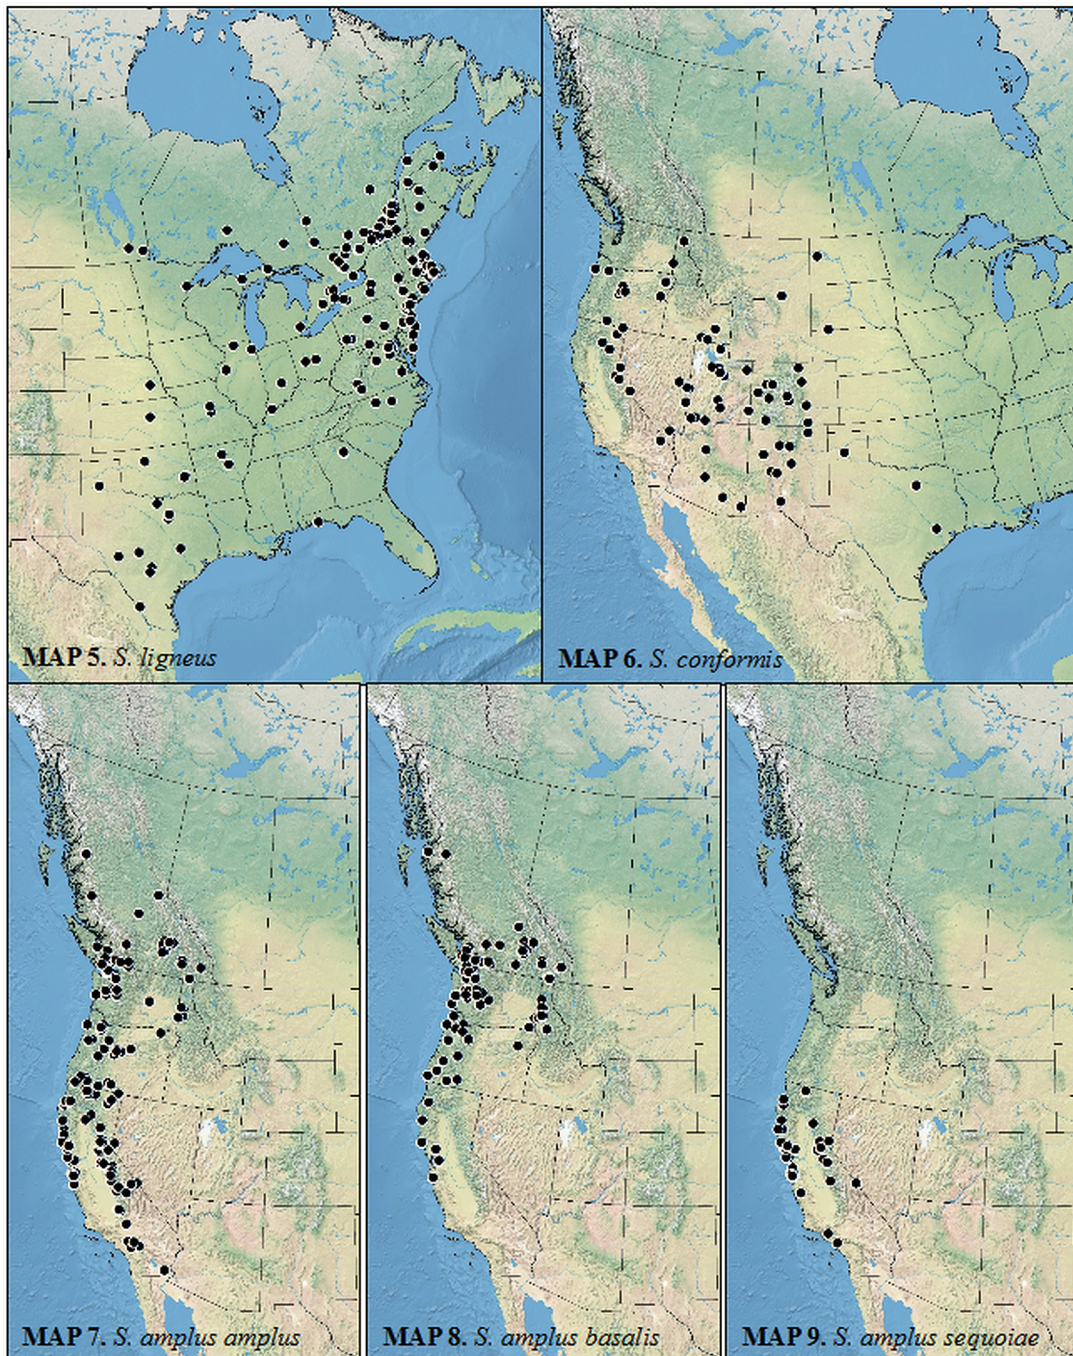 MAP 5. S. ligneus
MAP 6. S. conformis
MAP 7. S. amplus amplus
MAP 8. S. amplus basalis
MAP 9. S. amplus sequoiae